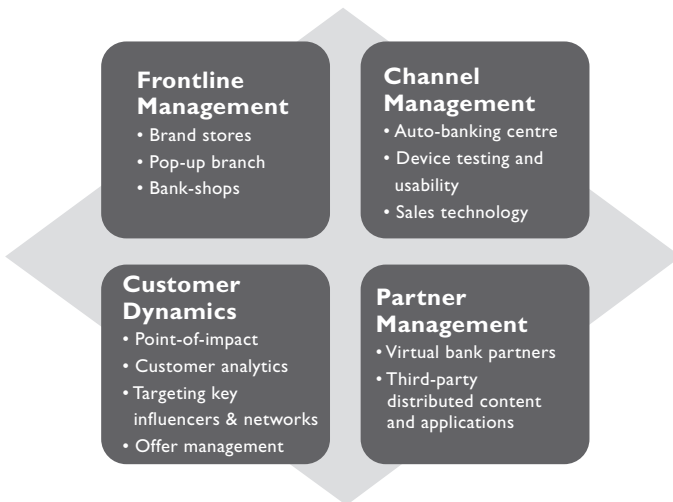 Frontline
Management
• Brand stores
• Pop-up branch
• Bank-shops
Channel
Management
• Auto-banking centre
• Device testing and
usability
• Sales technology
Customer
Dynamics
• Point-of-impact
• Customer analytics
• Targeting key
influencers & networks
• Offer management
Partner
Management
• Virtual bank partners
• Third-party
distributed content
and applications